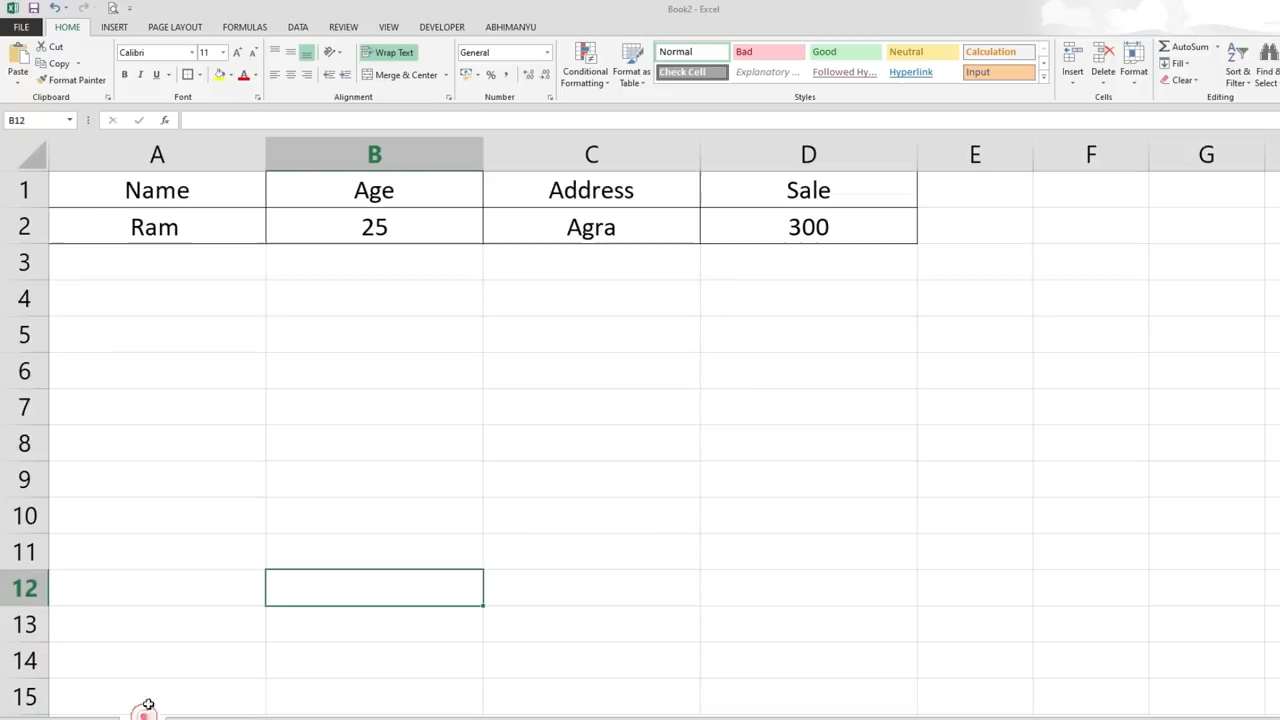 Book2 - Excel
FILE HOME INSERT PAGE LAYOUT FORMULAS DATA REVIEW VIEW DEVELOPER ABHIMANYU
Cut Calibri 11 Wrap Text General Normal Bad Good Neutral Calculation AutoSum
Copy Fill
Paste Format Painter B I U A Merge & Center % Conditional Formatting Format as Table Check Cell Explanatory ... Followed Hy... Hyperlink Input Insert Delete Format Clear Sort & Filter Find & Select
Clipboard Font Alignment Number Styles Cells Editing
B12 fx
A B C D E F G
1 Name Age Address Sale
2 Ram 25 Agra 300
3
4
5
6
7
8
9
10
11
12
13
14
15